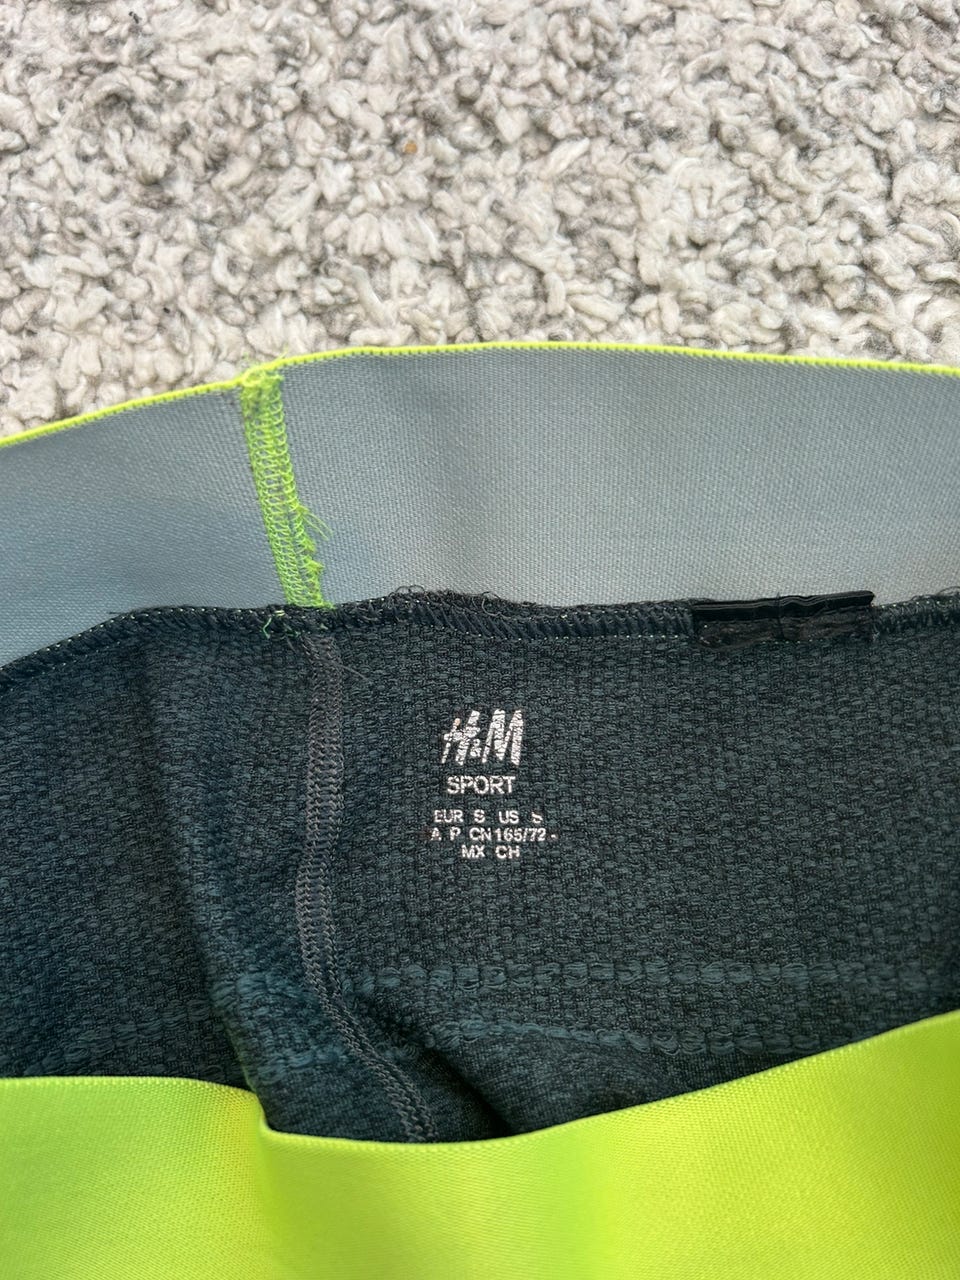 H&M
SPORT
EUR S US S
A P CN 165/72 -
MX CH